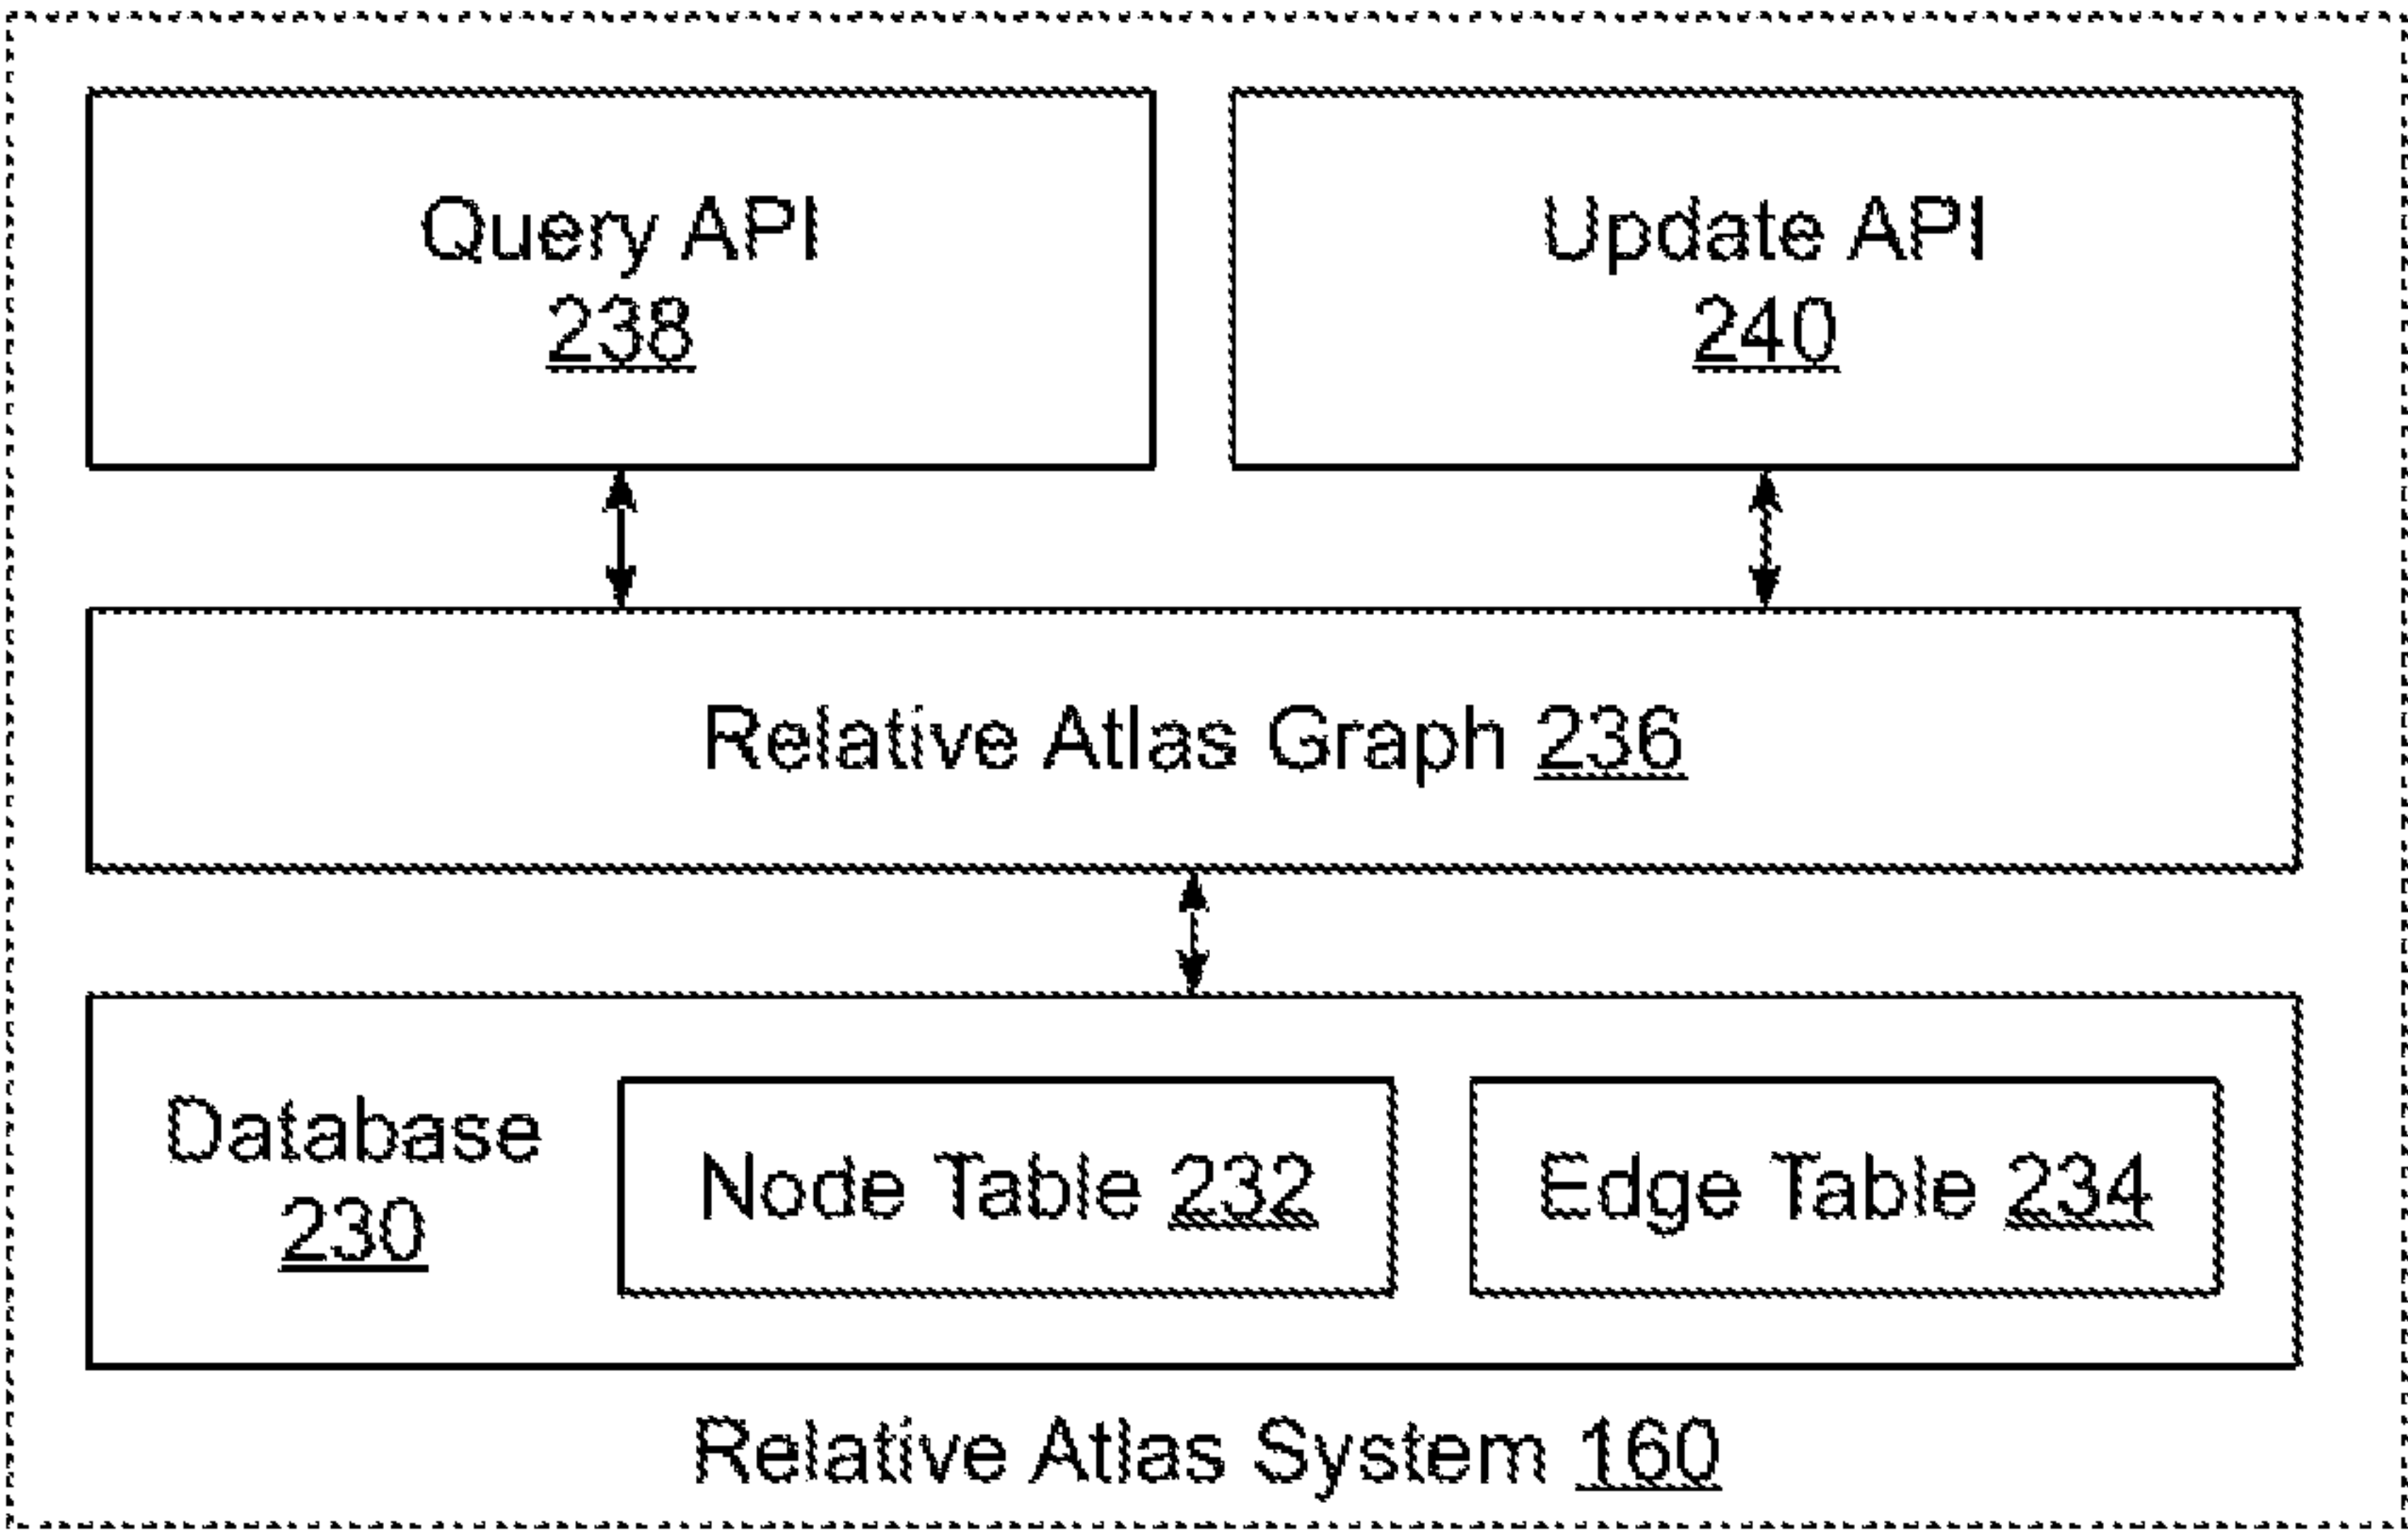 Query API
238
Update API
240
Relative Atlas Graph 236
Database
230
Node Table 232
Edge Table 234
Relative Atlas System 160